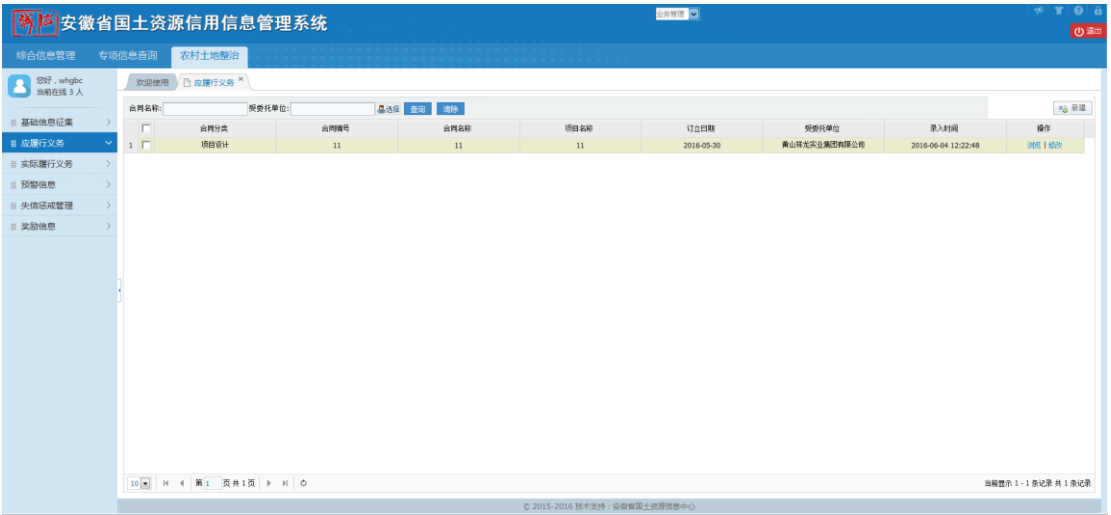 诚信 安徽省国土资源信用信息管理系统
业务管理
退出
综合信息管理 专项信息查询 农村土地整治
您好，whgbc
当前在线 3 人
欢迎使用 应履行义务 ×
合同名称: 受委托单位: 选择 查询 清除 新建
基础信息征集
应履行义务
实际履行义务
预警信息
失信惩戒管理
奖励信息
合同分类 合同编号 合同名称 项目名称 订立日期 受委托单位 录入时间 操作
1 项目设计 11 11 11 2016-05-30 黄山祥龙实业集团有限公司 2016-06-04 12:22:48 浏览 | 修改
10 第 1 页 共 1 页 当前显示 1 - 1 条记录 共 1 条记录
© 2015-2016 技术支持：安徽省国土资源信息中心